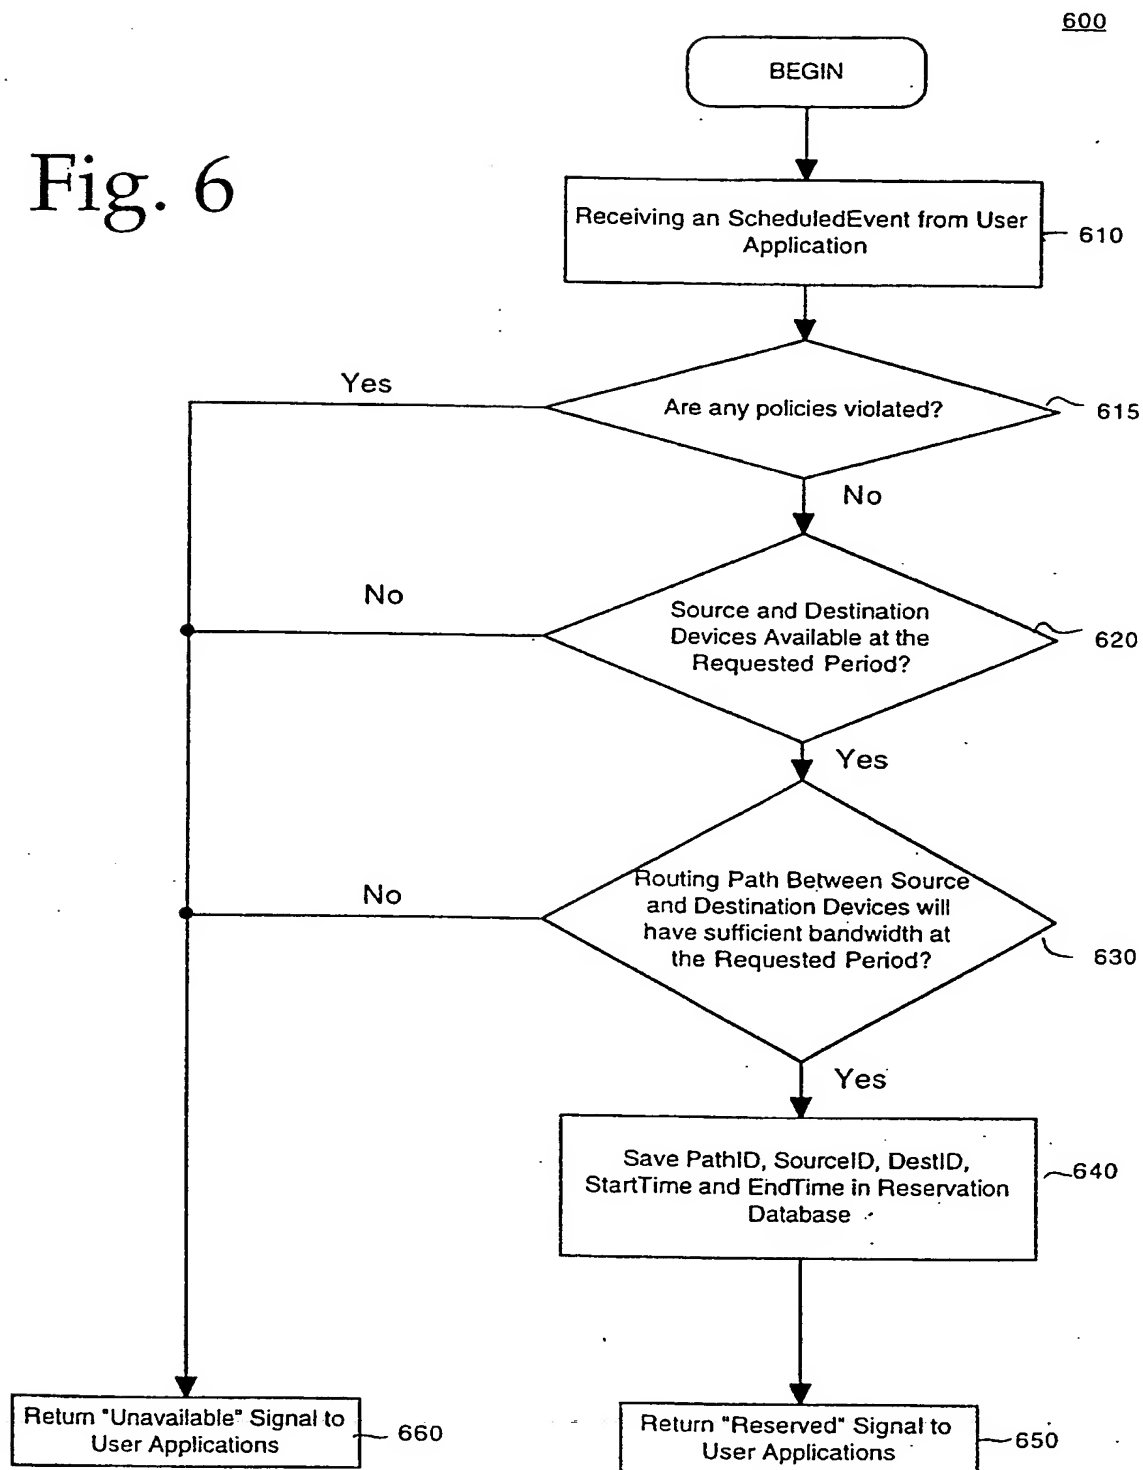 600
BEGIN
Fig. 6
Receiving an ScheduledEvent from User
Application
610
Yes
Are any policies violated?
615
No
No
Source and Destination
Devices Available at the
Requested Period?
620
Yes
No
Routing Path Between Source
and Destination Devices will
have sufficient bandwidth at
the Requested Period?
630
Yes
Save PathID, SourceID, DestID,
StartTime and EndTime in Reservation
Database
640
Return "Unavailable" Signal to
User Applications
660
Return "Reserved" Signal to
User Applications
650